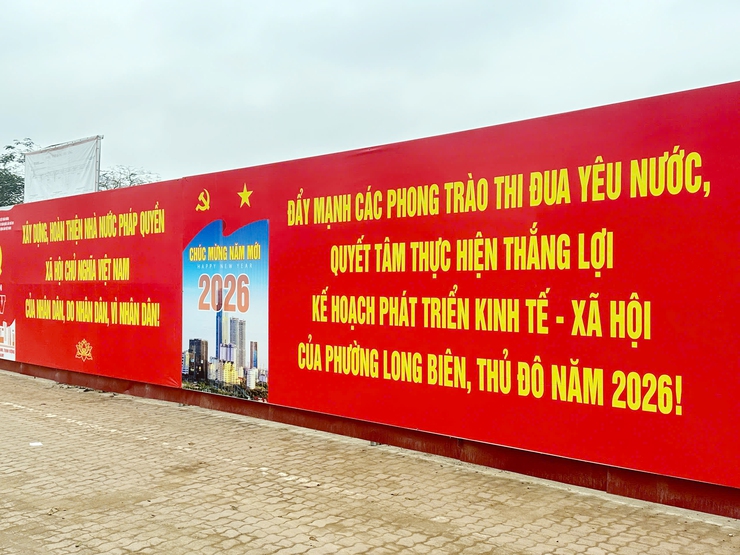 XÂY DỰNG, HOÀN THIỆN NHÀ NƯỚC PHÁP QUYỀN
XÃ HỘI CHỦ NGHĨA VIỆT NAM
CỦA NHÂN DÂN, DO NHÂN DÂN, VÌ NHÂN DÂN!
CHÚC MỪNG NĂM MỚI
HAPPY NEW YEAR
2026
ĐẨY MẠNH CÁC PHONG TRÀO THI ĐUA YÊU NƯỚC,
QUYẾT TÂM THỰC HIỆN THẮNG LỢI
KẾ HOẠCH PHÁT TRIỂN KINH TẾ - XÃ HỘI
CỦA PHƯỜNG LONG BIÊN, THỦ ĐÔ NĂM 2026!